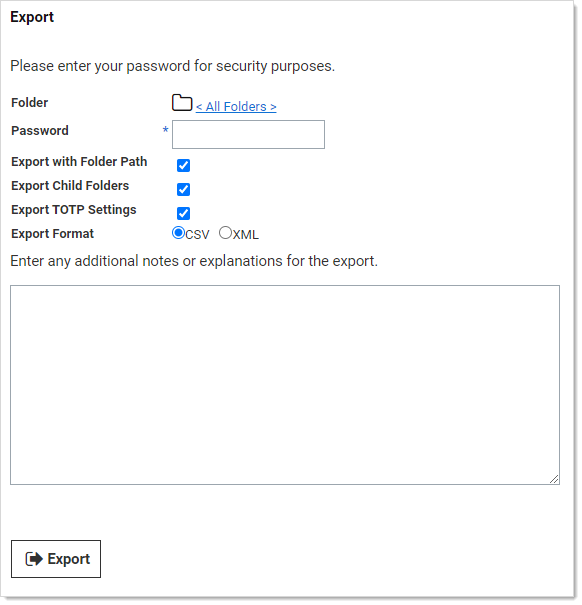 Export
Please enter your password for security purposes.
Folder < All Folders >
Password *
Export with Folder Path
Export Child Folders
Export TOTP Settings
Export Format CSV XML
Enter any additional notes or explanations for the export.
Export